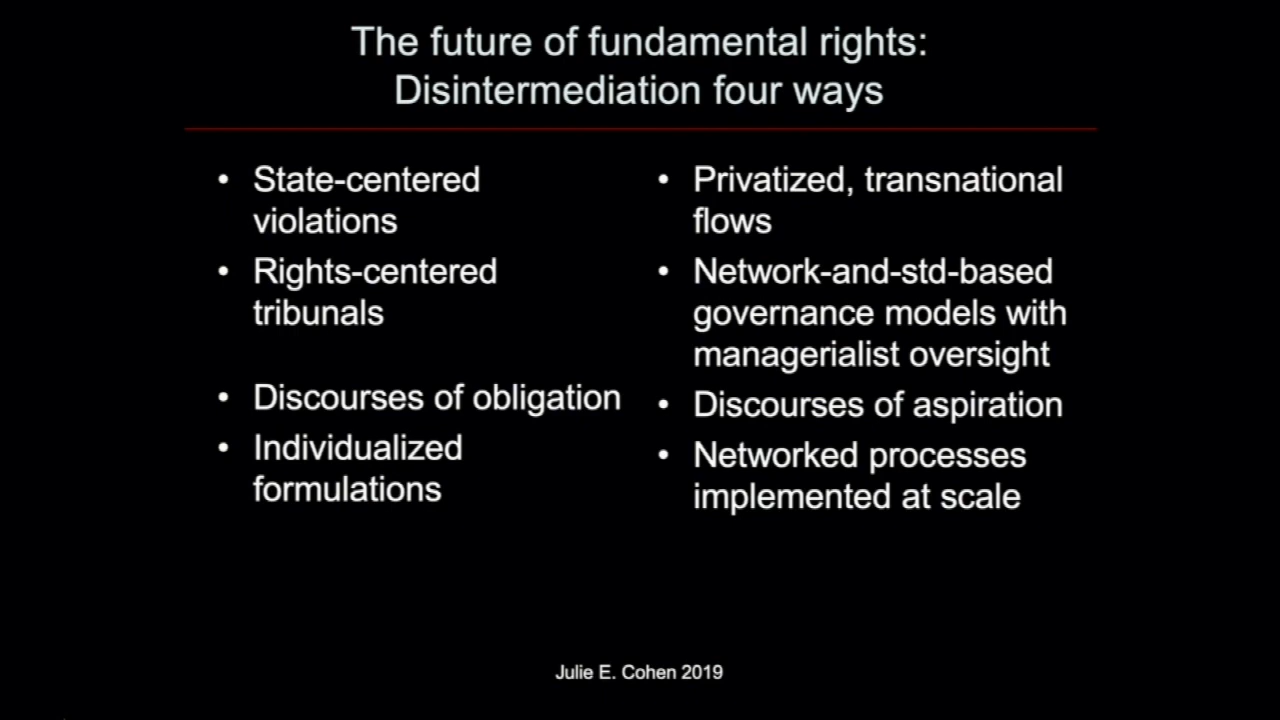 The future of fundamental rights:
Disintermediation four ways
• State-centered
violations
• Rights-centered
tribunals
• Discourses of obligation
• Individualized
formulations
• Privatized, transnational
flows
• Network-and-std-based
governance models with
managerialist oversight
• Discourses of aspiration
• Networked processes
implemented at scale
Julie E. Cohen 2019